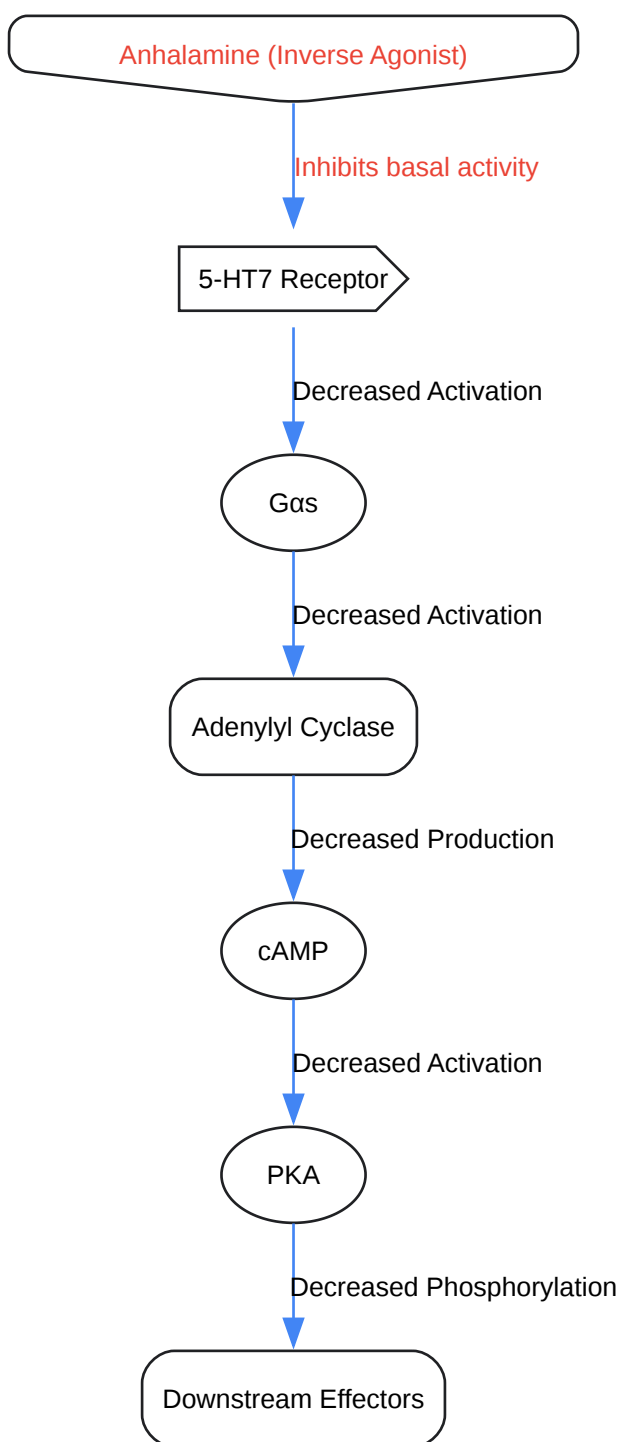 Anhalamine (Inverse Agonist)
Inhibits basal activity
5-HT7 Receptor
Decreased Activation
Gαs
Decreased Activation
Adenylyl Cyclase
Decreased Production
cAMP
Decreased Activation
PKA
Decreased Phosphorylation
Downstream Effectors